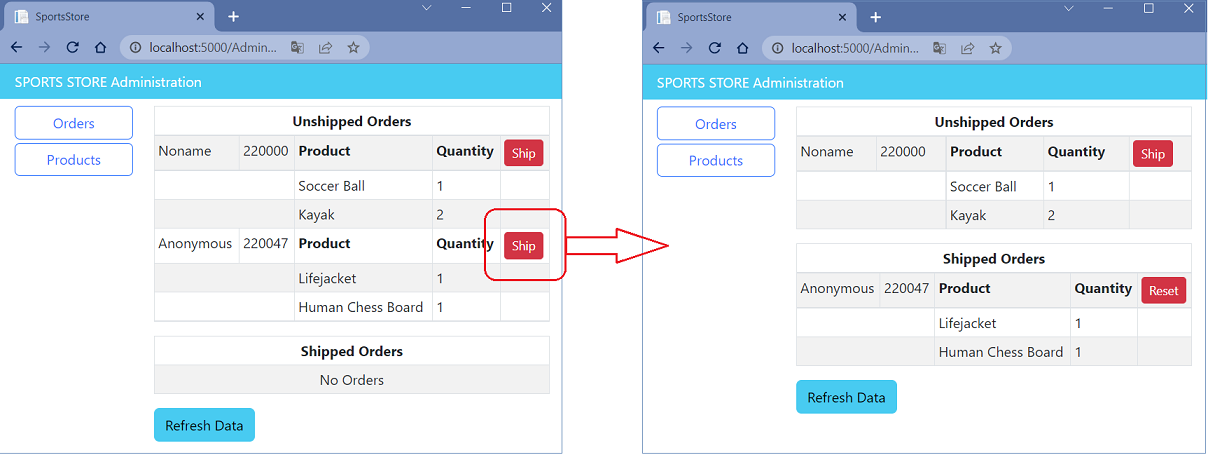 SportsStore
localhost:5000/Admin...
SPORTS STORE Administration
Orders
Products
Unshipped Orders
Noname 220000 Product Quantity Ship
Soccer Ball 1
Kayak 2
Anonymous 220047 Product Quantity Ship
Lifejacket 1
Human Chess Board 1
Shipped Orders
No Orders
Refresh Data
SportsStore
localhost:5000/Admin...
SPORTS STORE Administration
Orders
Products
Unshipped Orders
Noname 220000 Product Quantity Ship
Soccer Ball 1
Kayak 2
Shipped Orders
Anonymous 220047 Product Quantity Reset
Lifejacket 1
Human Chess Board 1
Refresh Data